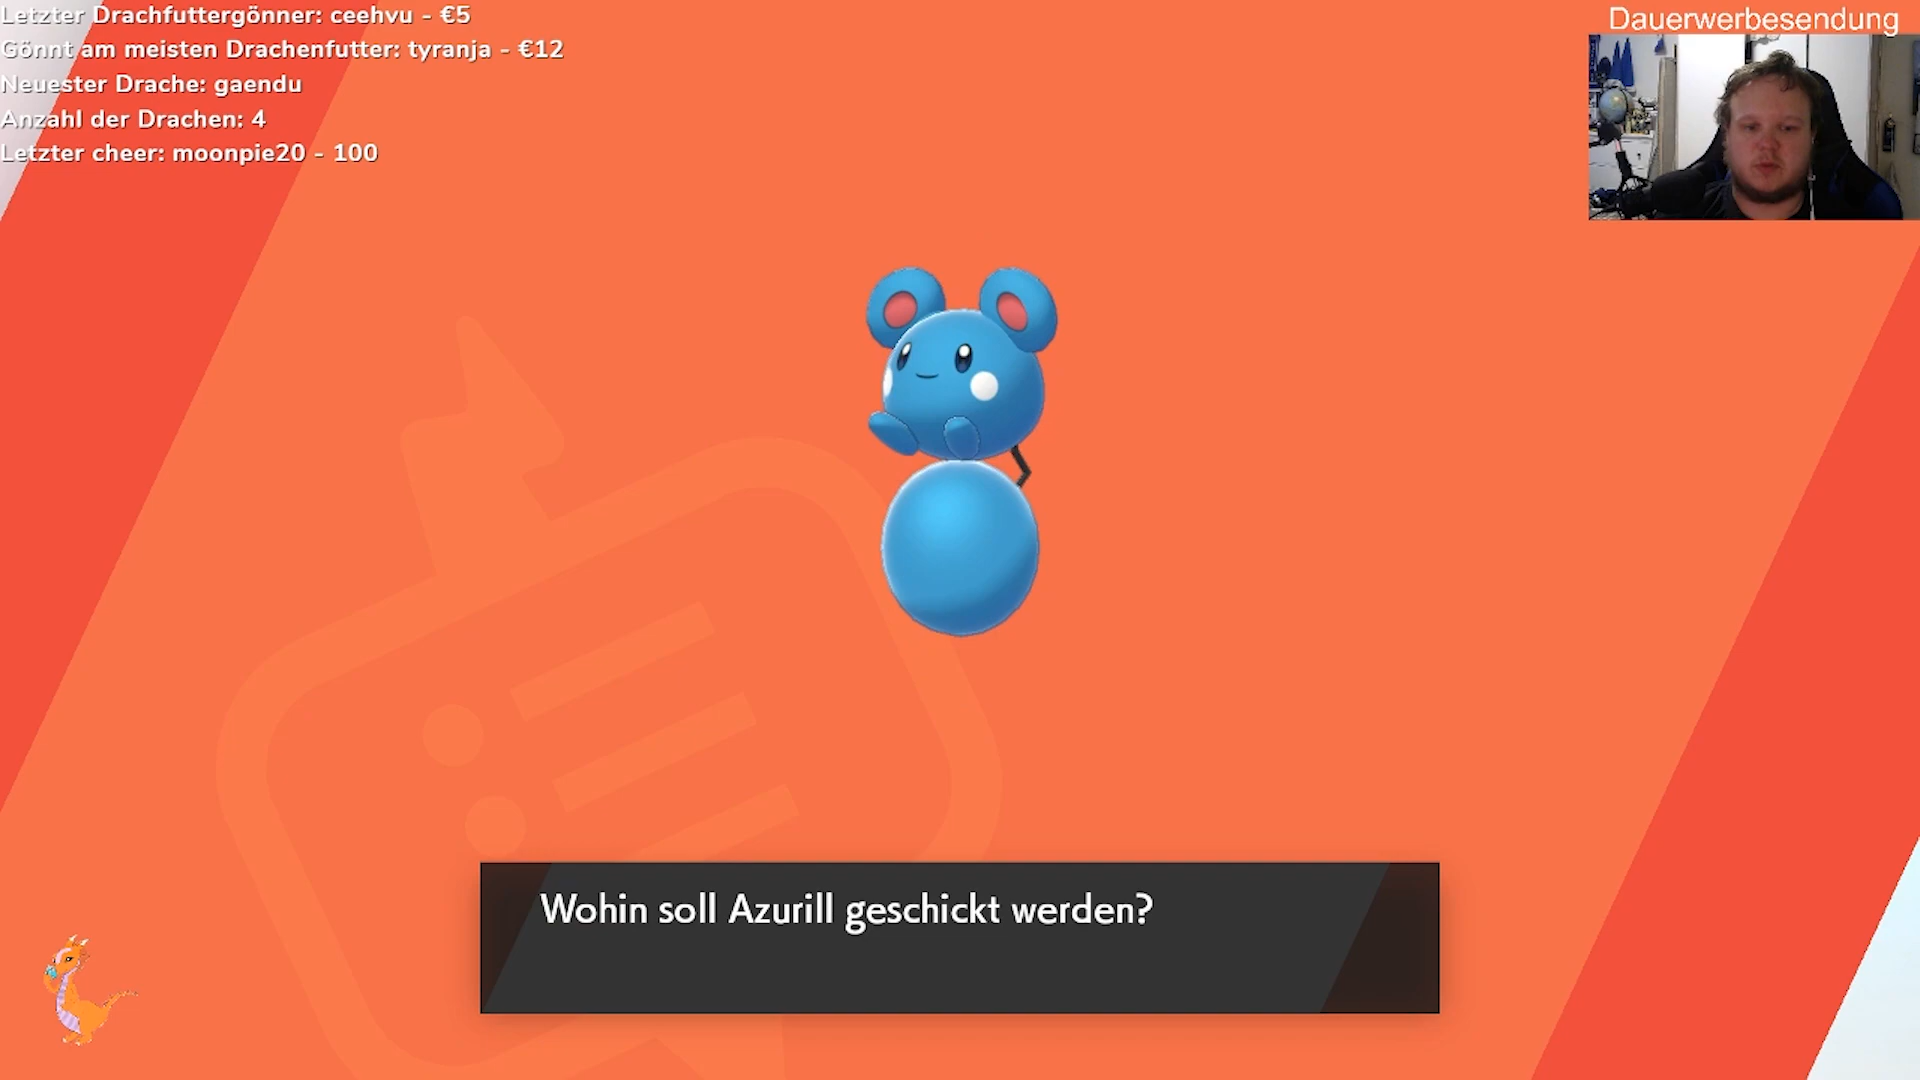 Letzter Drachfuttergönner: ceehvu - €5
Gönnt am meisten Drachenfutter: tyranja - €12
Neuester Drache: gaendu
Anzahl der Drachen: 4
Letzter cheer: moonpie20 - 100
Dauerwerbesendung
Wohin soll Azurill geschickt werden?